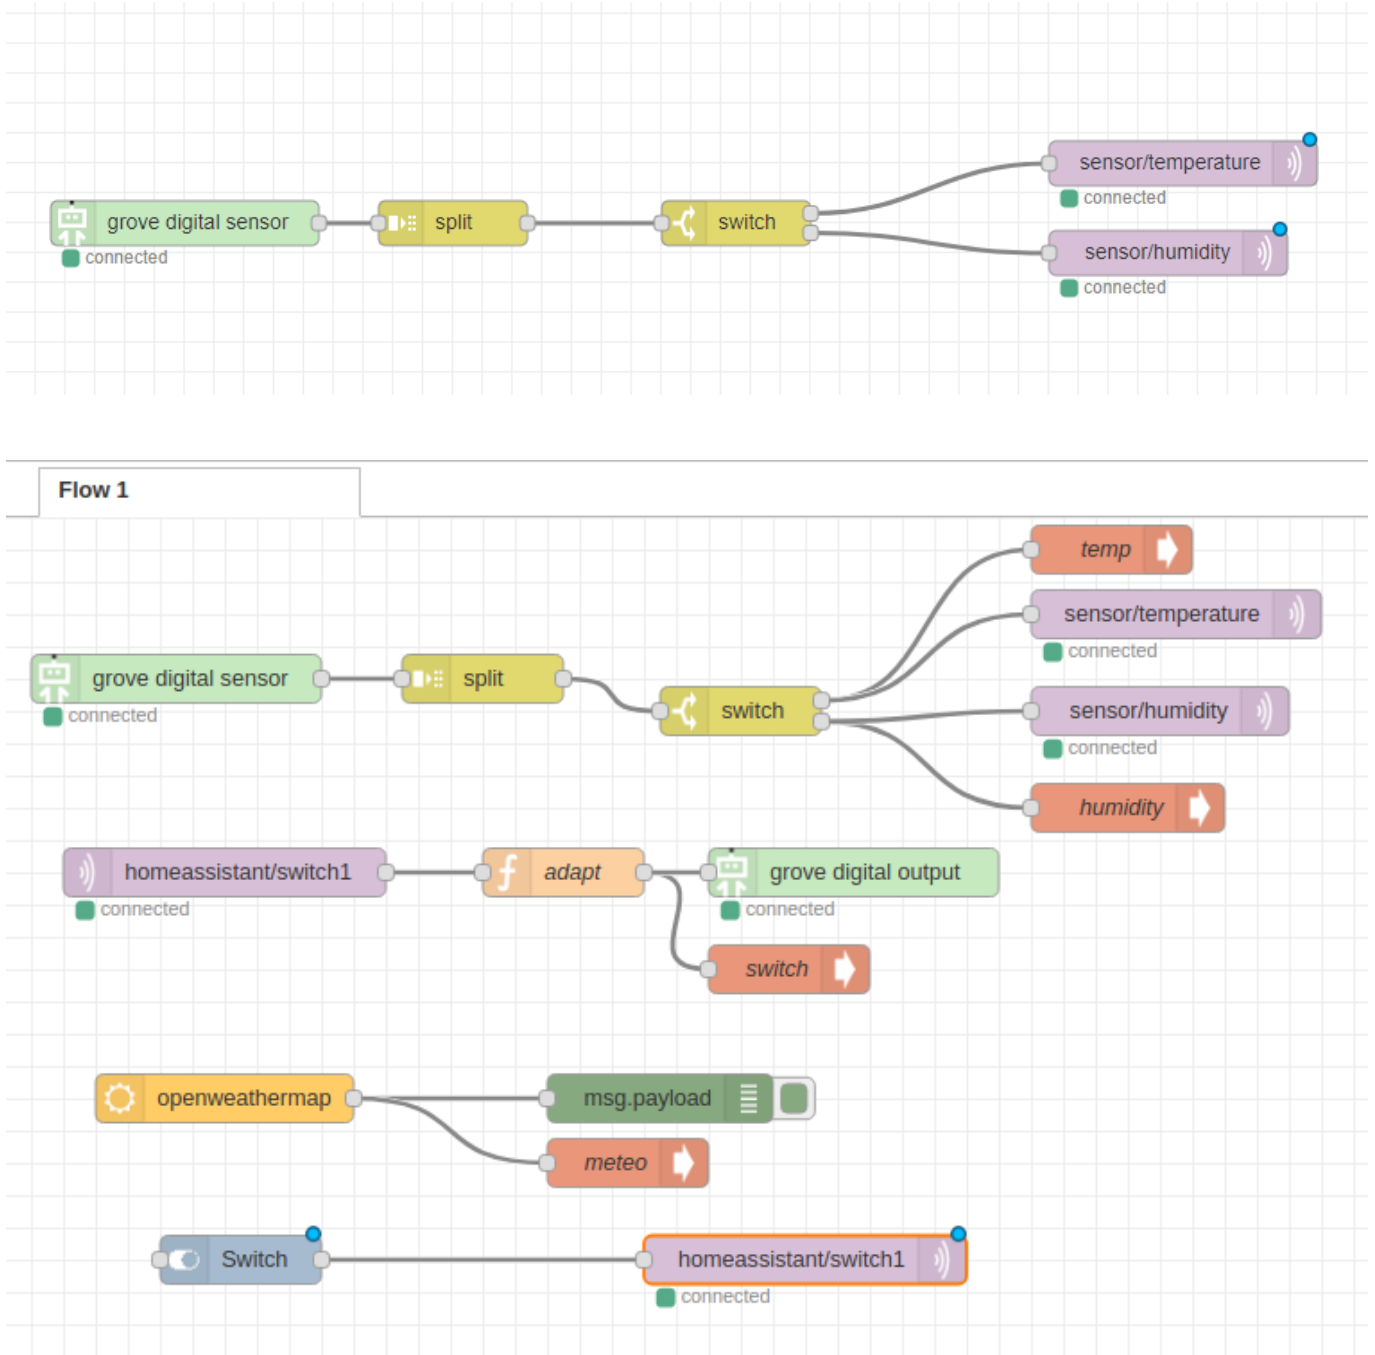 sensor/temperature
connected
grove digital sensor
split
switch
connected
sensor/humidity
connected
Flow 1
temp
sensor/temperature
connected
grove digital sensor
split
connected
switch
sensor/humidity
connected
humidity
homeassistant/switch1
adapt
grove digital output
connected
connected
switch
openweathermap
msg.payload
meteo
Switch
homeassistant/switch1
connected